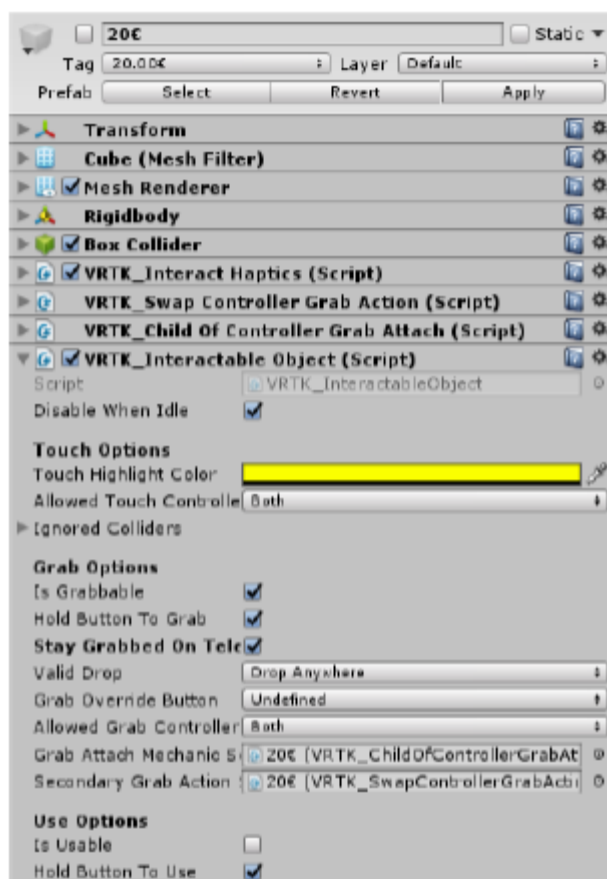 20€
Static
Tag 20.00€ Layer Default
Prefab Select Revert Apply
Transform
Cube (Mesh Filter)
Mesh Renderer
Rigidbody
Box Collider
VRTK_Interact Haptics (Script)
VRTK_Swap Controller Grab Action (Script)
VRTK_Child Of Controller Grab Attach (Script)
VRTK_Interactable Object (Script)
Script VRTK_InteractableObject
Disable When Idle
Touch Options
Touch Highlight Color
Allowed Touch Controlle Both
Ignored Colliders
Grab Options
Is Grabbable
Hold Button To Grab
Stay Grabbed On Tele
Valid Drop Drop Anywhere
Grab Override Button Undefined
Allowed Grab Controller Both
Grab Attach Mechanic S 20€ (VRTK_ChildOfControllerGrabAt
Secondary Grab Action 20€ (VRTK_SwapControllerGrabActi
Use Options
Is Usable
Hold Button To Use